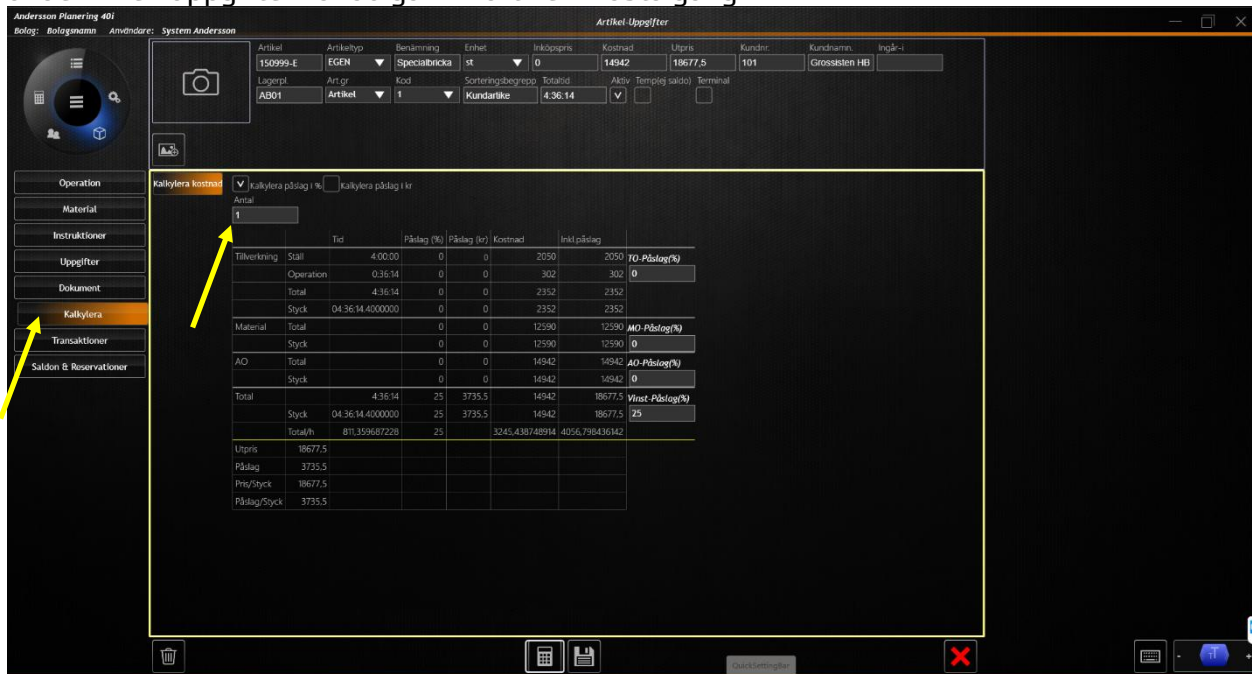 Andersson Planering 40i
Artikel-Uppgifter
Bolag: Bolagsnamn Användare: System Andersson
Artikel Artikeltyp Benämning Enhet Inköpspris Kostnad Utpris Kundnr. Kundnamn. Ingår-i
150999-E EGEN Specialbricka st 0 14942 18677,5 101 Grossisten HB
Lagerpl. Art.gr Kod Sorteringsbegrepp Totaltid Aktiv Temp(ej saldo) Terminal
AB01 Artikel 1 Kundartike 4:36:14 V
Operation
Material
Instruktioner
Uppgifter
Dokument
Kalkylera
Transaktioner
Saldon & Reservationer
Kalkylera kostnad V Kalkylera påslag i % Kalkylera påslag i kr
Antal
1
Tid Påslag (%) Påslag (kr) Kostnad Inkl.påslag
Tillverkning Ställ 4:00:00 0 0 2050 2050 TO-Påslag(%)
Operation 0:36:14 0 0 302 302 0
Total 4:36:14 0 0 2352 2352
Styck 04:36:14.4000000 0 0 2352 2352
Material Total 0 0 12590 12590 MO-Påslag(%)
Styck 0 0 12590 12590 0
AO Total 0 0 14942 14942 AO-Påslag(%)
Styck 0 0 14942 14942 0
Total 4:36:14 25 3735,5 14942 18677,5 Vinst-Påslag(%)
Styck 04:36:14.4000000 25 3735,5 14942 18677,5 25
Total/h 811,359687228 25 3245,438748914 4056,798436142
Utpris 18677,5
Påslag 3735,5
Pris/Styck 18677,5
Påslag/Styck 3735,5
QuickSettingBar
- T +